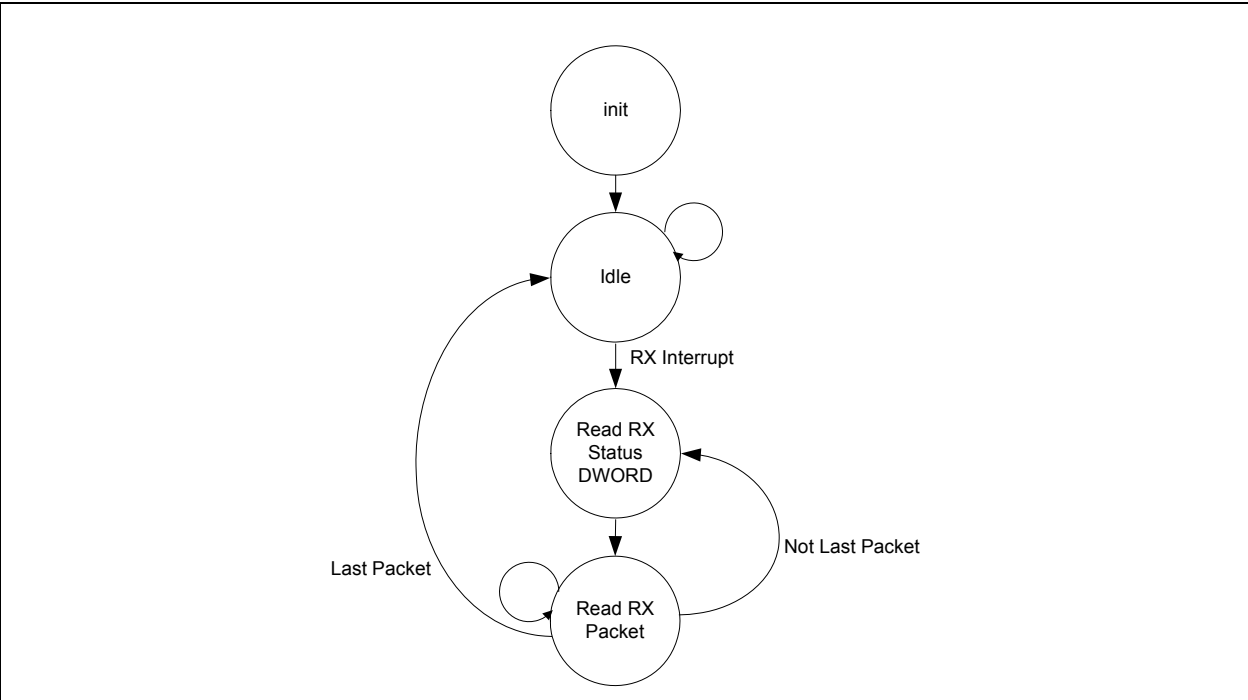 init
Idle
RX Interrupt
Read RX
Status
DWORD
Not Last Packet
Last Packet
Read RX
Packet